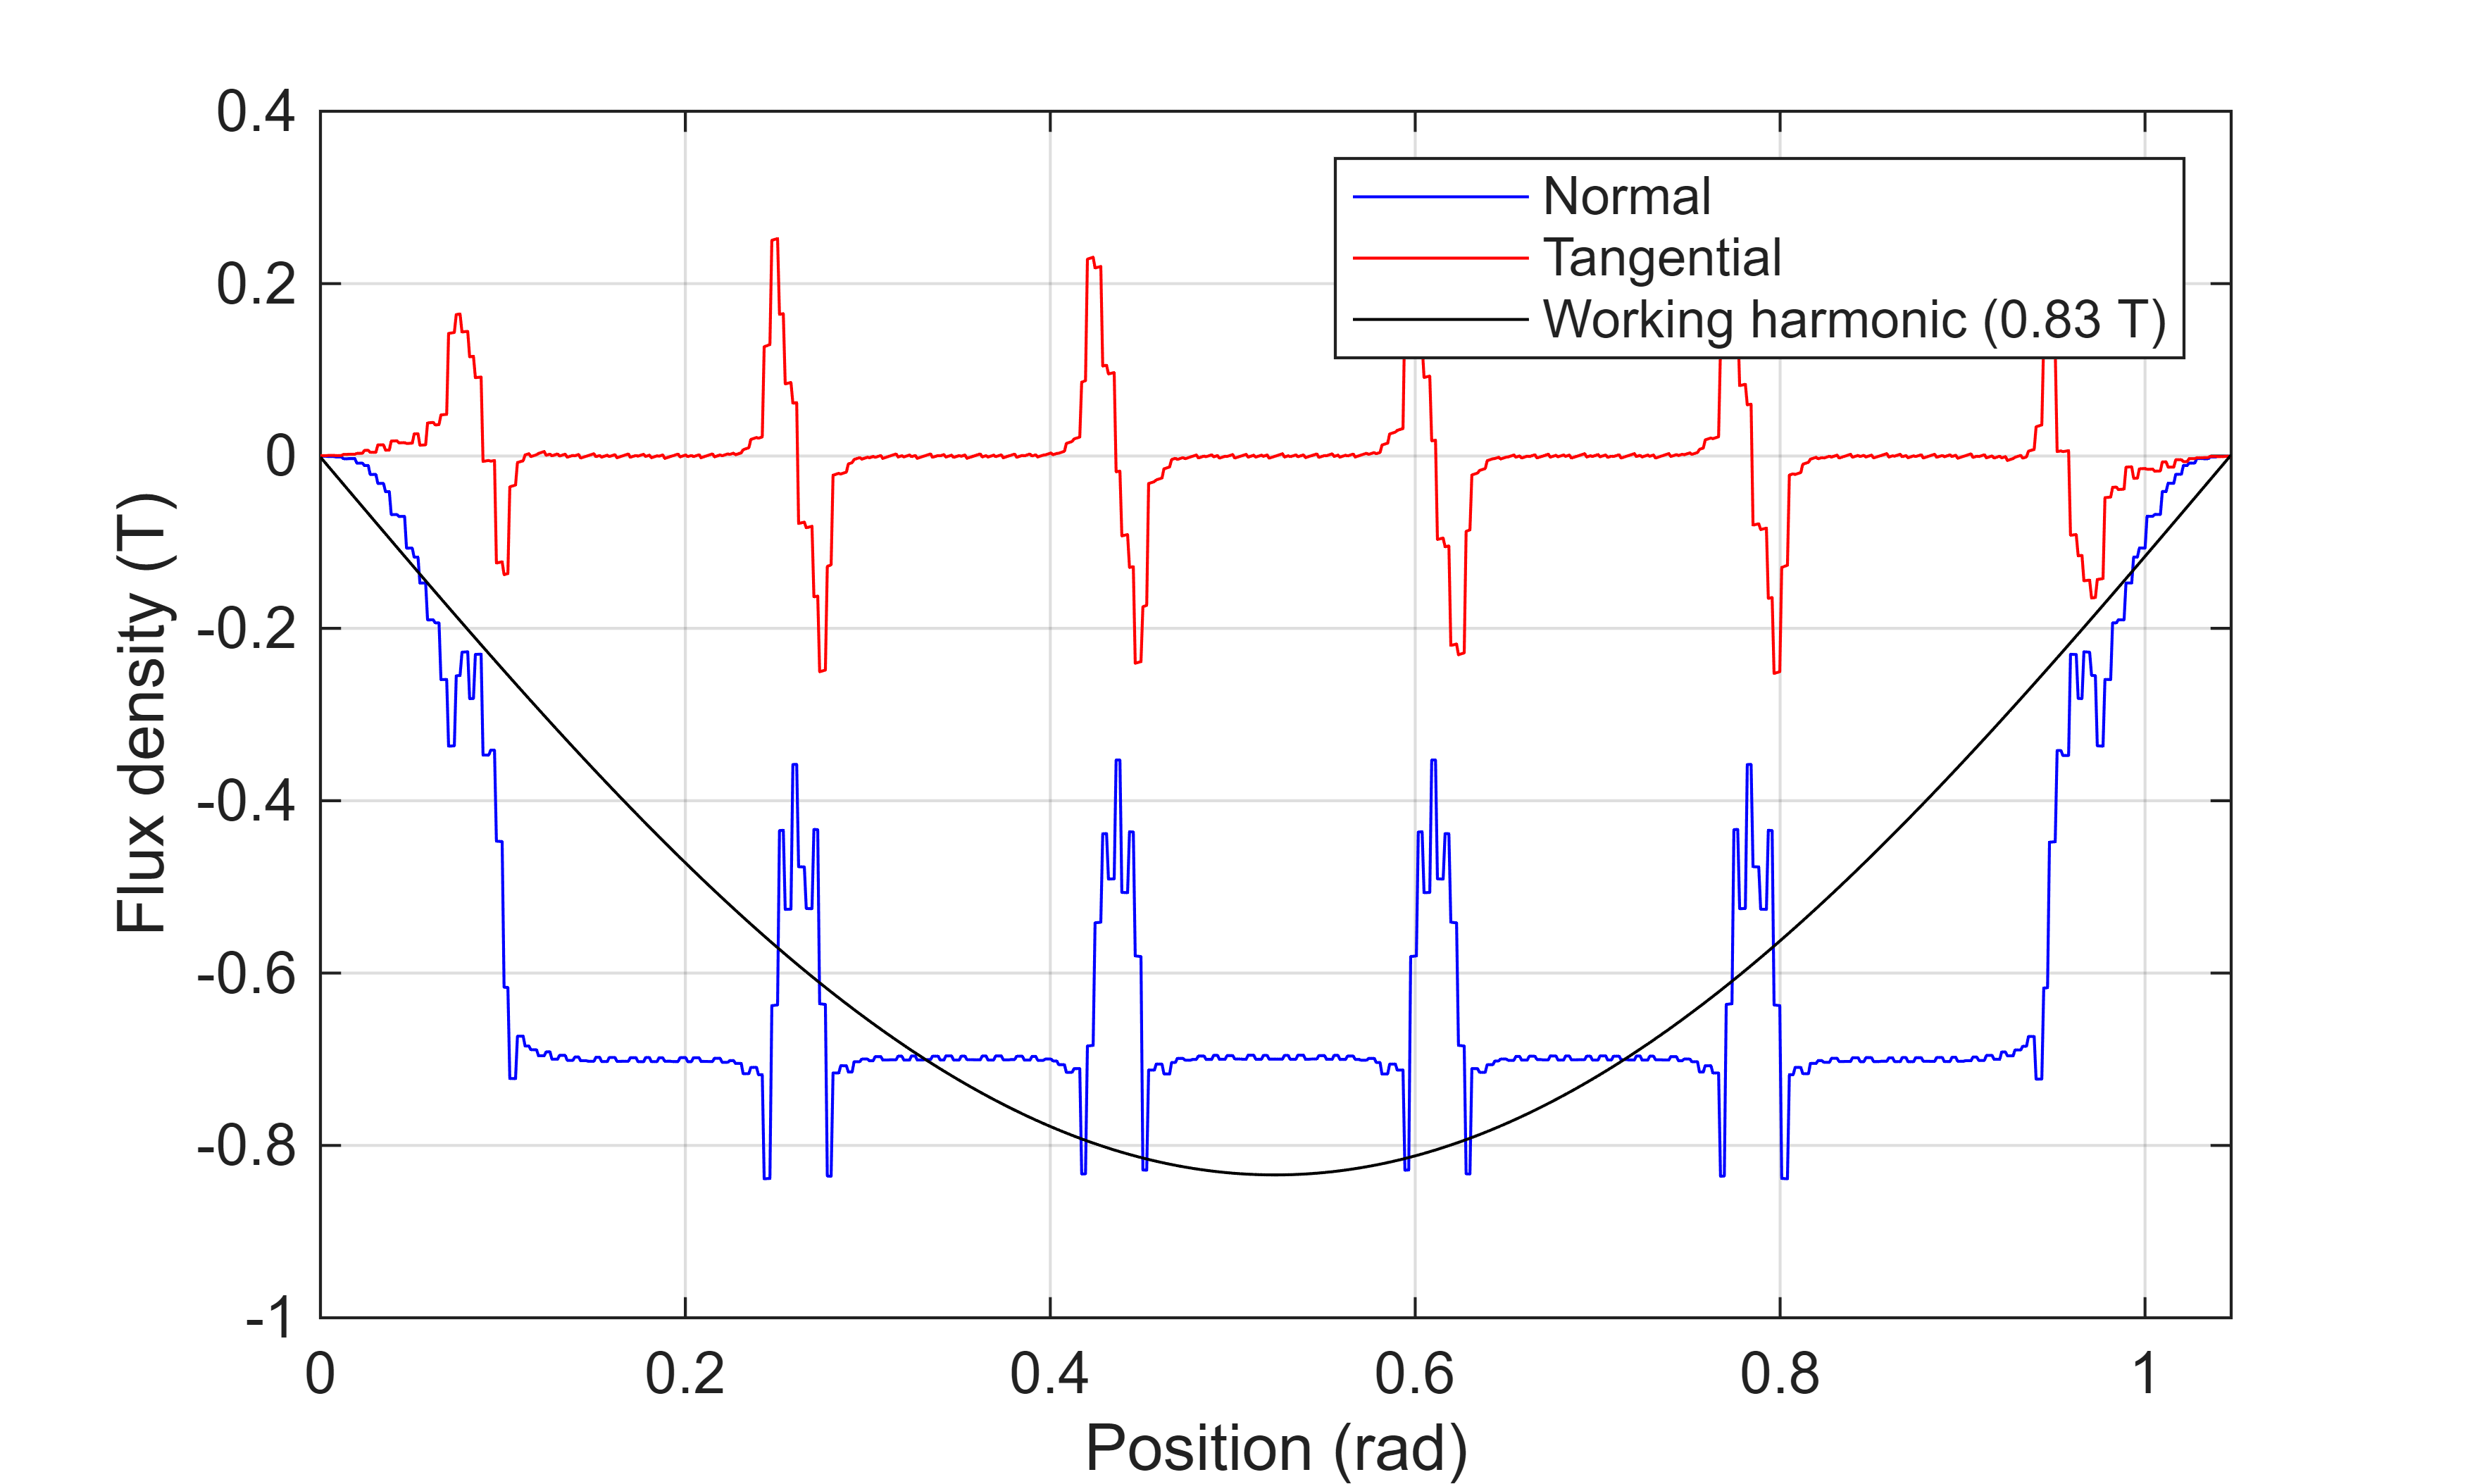 0.4
0.2
0
-0.2
-0.4
-0.6
-0.8
-1
0 0.2 0.4 0.6 0.8 1
Flux density (T)
Position (rad)
Normal
Tangential
Working harmonic (0.83 T)